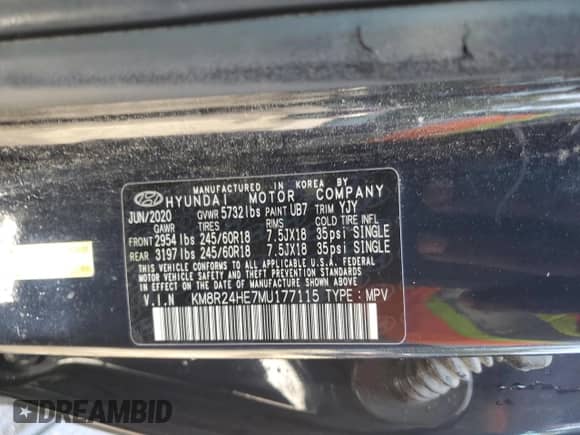 MANUFACTURED IN KOREA BY
HYUNDAI MOTOR COMPANY
JUN/2020 GVWR 5732lbs PAINT UB7 TRIM YJY
GAWR TIRES RIMS COLD TIRE INFL.
FRONT 2954 lbs 245/60R18 7.5JX18 35psi SINGLE
REAR 3197 lbs 245/60R18 7.5JX18 35psi SINGLE
THIS VEHICLE CONFORMS TO ALL APPLICABLE U.S.A. FEDERAL
MOTOR VEHICLE SAFETY AND THEFT PREVENTION STANDARDS
IN EFFECT ON THE DATE OF MANUFACTURE SHOWN ABOVE.
V.I.N KM8R24HE7MU177115 TYPE : MPV
DREAMBID